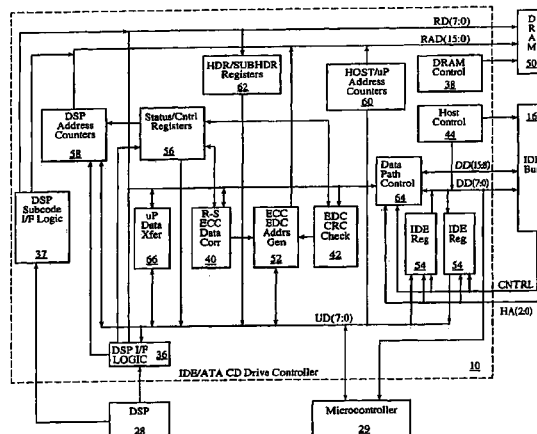 RD(7:0)
RAD(15:0)
DRAM
50
HDR/SUBHDR
Registers
62
HOST/uP
Address
Counters
60
DRAM
Control
38
DSP
Address
Counters
58
Status/Cntrl
Registers
56
Host
Control
44
16
IDE
Bu
Data
Path
Control
64
DD(15:8)
DD(7:0)
DSP
Subcode
I/F Logic
37
uP
Data
Xfer
66
R-S
ECC
Data
Corr
40
ECC
EDC
Addrs
Gen
52
EDC
CRC
Check
42
IDE
Reg
54
IDE
Reg
54
CNTRL
HA(2:0)
UD(7:0)
DSP I/F
LOGIC
36
IDE/ATA CD Drive Controller
10
DSP
28
Microcontroller
29